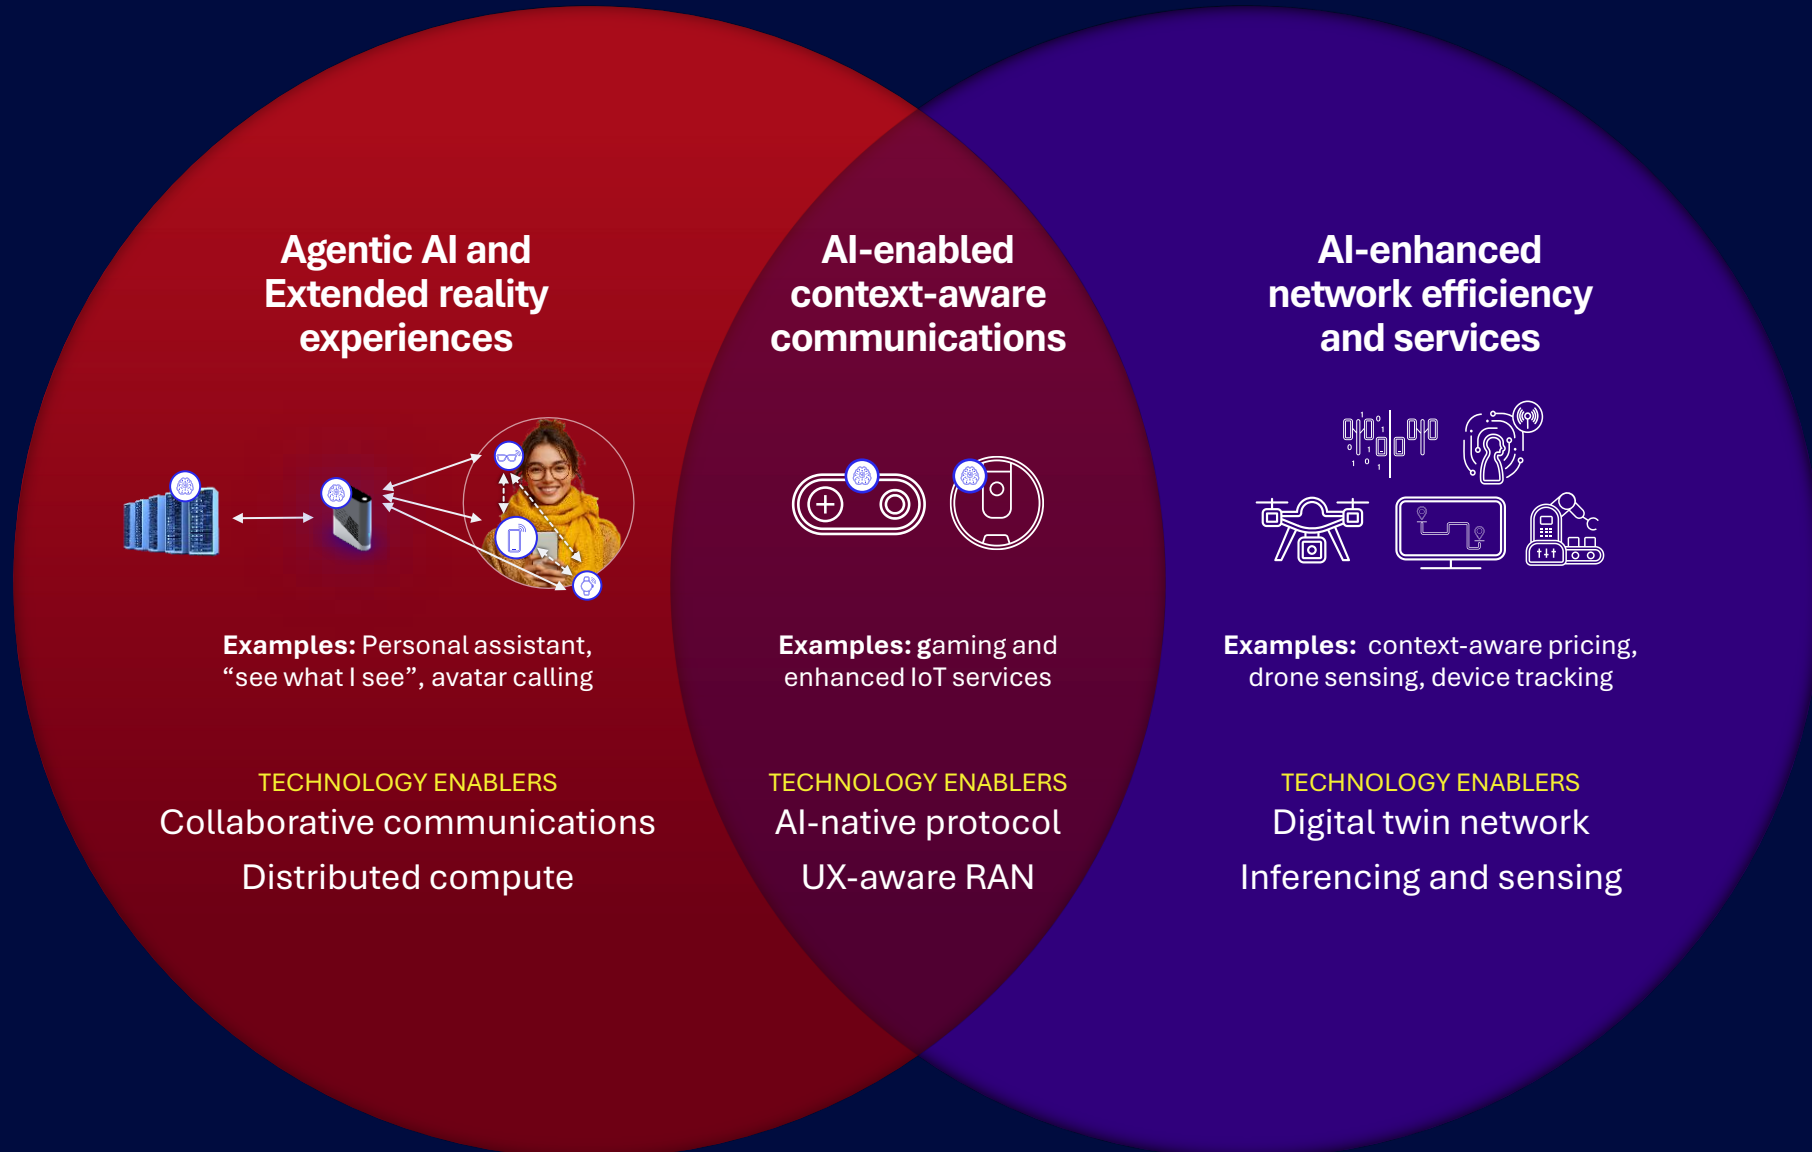 Agentic AI and
Extended reality
experiences
Examples: Personal assistant,
“see what I see”, avatar calling
TECHNOLOGY ENABLERS
Collaborative communications
Distributed compute
AI-enabled
context-aware
communications
Examples: gaming and
enhanced IoT services
TECHNOLOGY ENABLERS
AI-native protocol
UX-aware RAN
AI-enhanced
network efficiency
and services
Examples: context-aware pricing,
drone sensing, device tracking
TECHNOLOGY ENABLERS
Digital twin network
Inferencing and sensing